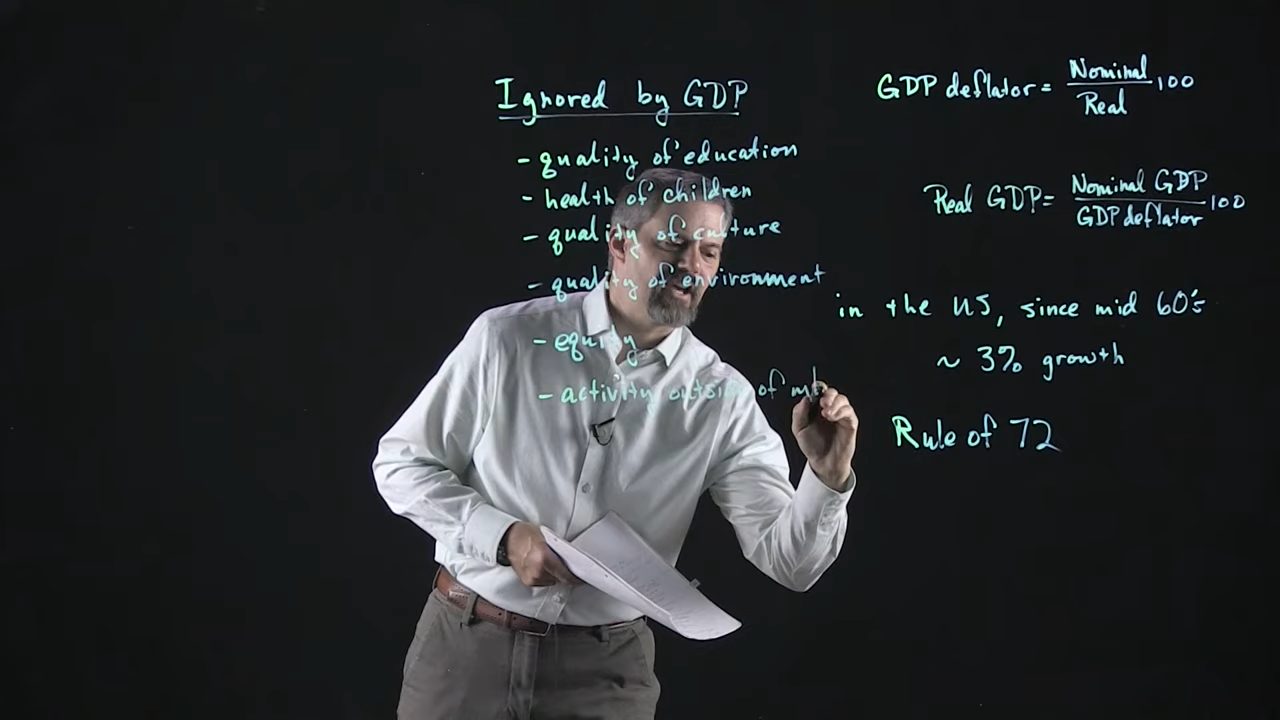 Ignored by GDP
- quality of education
- health of children
- quality of culture
- quality of environment
- equity
- activity outside of
GDP deflator = Nominal / Real 100
Real GDP = Nominal GDP / GDP deflator 100
in the US, since mid 60's
~ 3% growth
Rule of 72